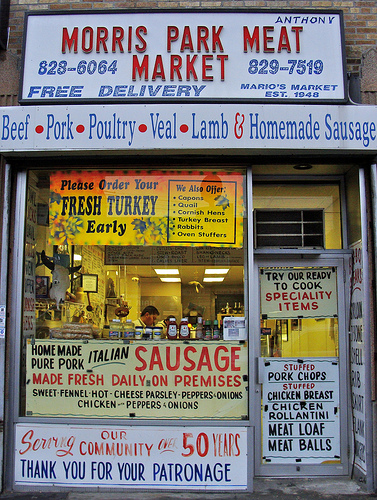 ANTHONY
MORRIS PARK MEAT
828-6064 MARKET 829-7519
FREE DELIVERY
MARIO'S MARKET
EST. 1948
Beef • Pork • Poultry • Veal • Lamb & Homemade Sausage
Please Order Your
FRESH TURKEY
Early
We Also Offer:
• Capons
• Quail
• Cornish Hens
• Turkey Breast
• Rabbits
• Oven Stuffers
"TRY OUR READY"
TO COOK
SPECIALITY
ITEMS
HOME MADE
PURE PORK
ITALIAN SAUSAGE
MADE FRESH DAILY ON PREMISES
SWEET-FENNEL-HOT-CHEESE PARSLEY-PEPPERS & ONIONS
CHICKEN WITH PEPPERS & ONIONS
STUFFED
PORK CHOPS
STUFFED
CHICKEN BREAST
CHICKEN
ROLLANTINI
MEAT LOAF
MEAT BALLS
Serving OUR COMMUNITY OVER 50 YEARS
THANK YOU FOR YOUR PATRONAGE